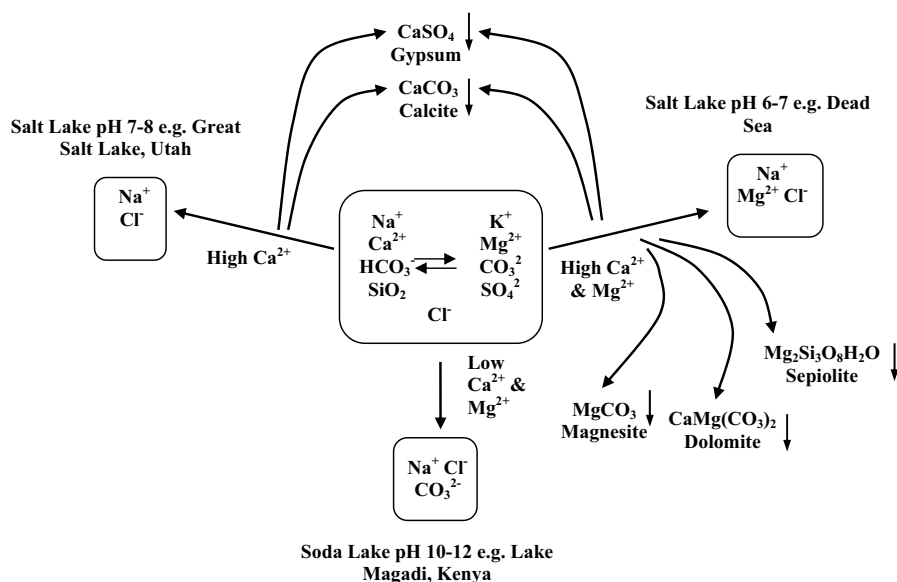 CaSO₄
Gypsum
CaCO₃
Calcite
Salt Lake pH 7-8 e.g. Great
Salt Lake, Utah
Na⁺
Cl⁻
High Ca²⁺
Salt Lake pH 6-7 e.g. Dead
Sea
Na⁺
Mg²⁺ Cl⁻
High Ca²⁺
& Mg²⁺
Na⁺ K⁺
Ca²⁺ Mg²⁺
HCO₃⁻ CO₃²
SiO₂ SO₄²
Cl⁻
Low
Ca²⁺ &
Mg²⁺
Mg₂Si₃O₈H₂O
Sepiolite
MgCO₃
Magnesite
CaMg(CO₃)₂
Dolomite
Na⁺ Cl⁻
CO₃²⁻
Soda Lake pH 10-12 e.g. Lake
Magadi, Kenya